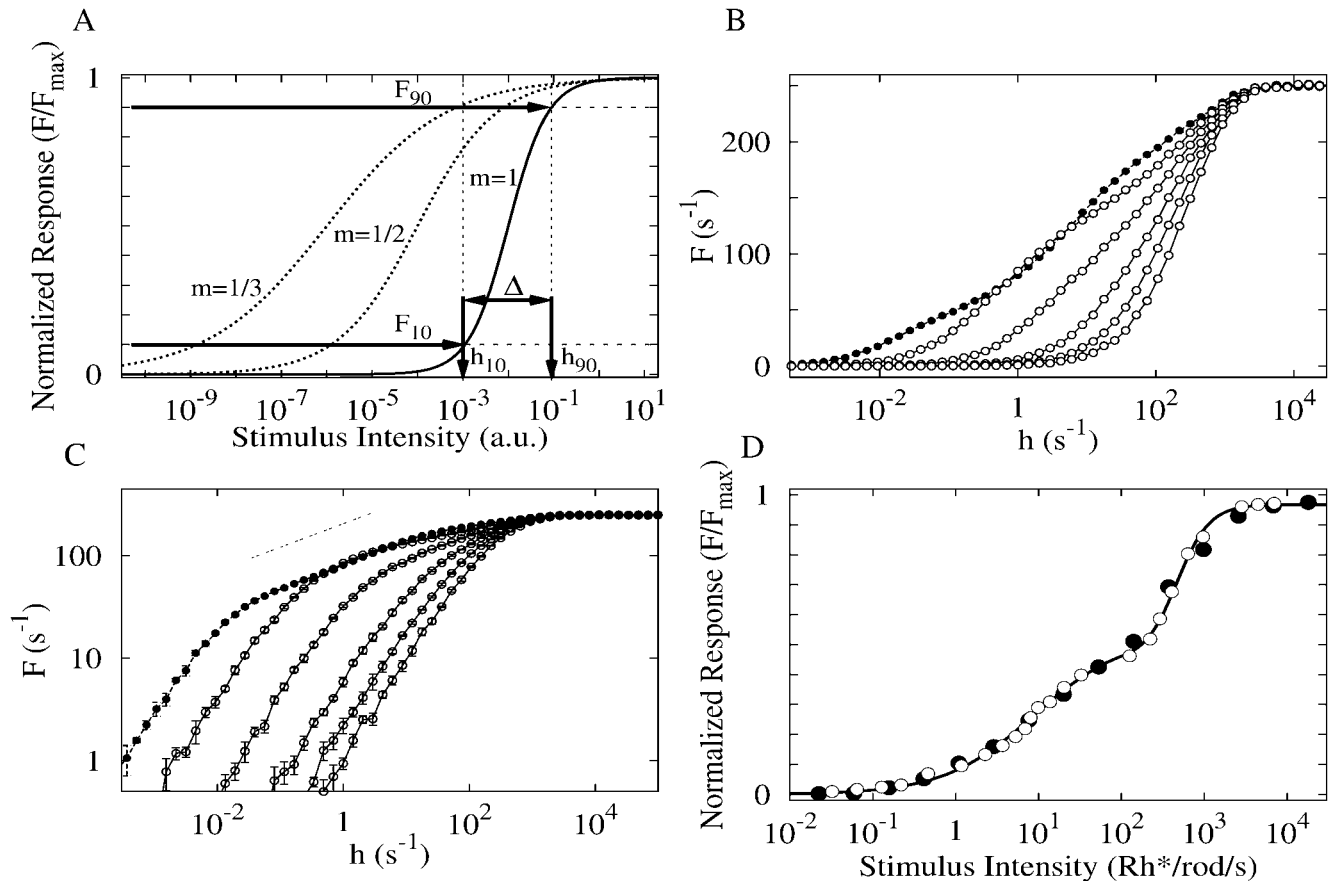 A
Normalized Response (F/F_max)
1
0
F_90
m=1
m=1/2
m=1/3
Δ
F_10
h_10
h_90
10^-9
10^-7
10^-5
10^-3
10^-1
10^1
Stimulus Intensity (a.u.)
B
F (s^-1)
200
100
0
10^-2
1
10^2
10^4
h (s^-1)
C
F (s^-1)
100
10
1
10^-2
1
10^2
10^4
h (s^-1)
D
Normalized Response (F/F_max)
1
0
10^-2
10^-1
1
10^1
10^2
10^3
10^4
Stimulus Intensity (Rh*/rod/s)